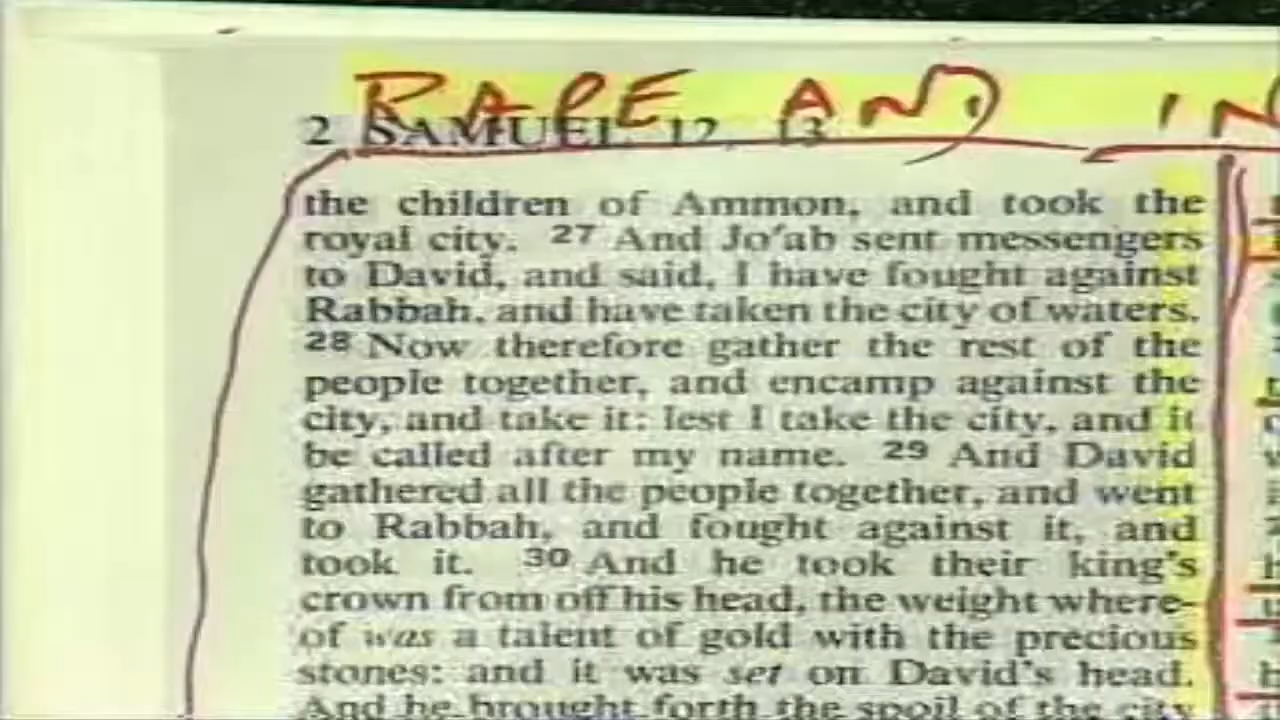 RAPE AND IN
2 SAMUEL 12, 13
the children of Ammon, and took the
royal city. 27 And Jo'ab sent messengers
to David, and said, I have fought against
Rabbah, and have taken the city of waters.
28 Now therefore gather the rest of the
people together, and encamp against the
city, and take it: lest I take the city, and it
be called after my name. 29 And David
gathered all the people together, and went
to Rabbah, and fought against it, and
took it. 30 And he took their king's
crown from off his head, the weight where-
of was a talent of gold with the precious
stones: and it was set on David's head.
And he brought forth the spoil of the city